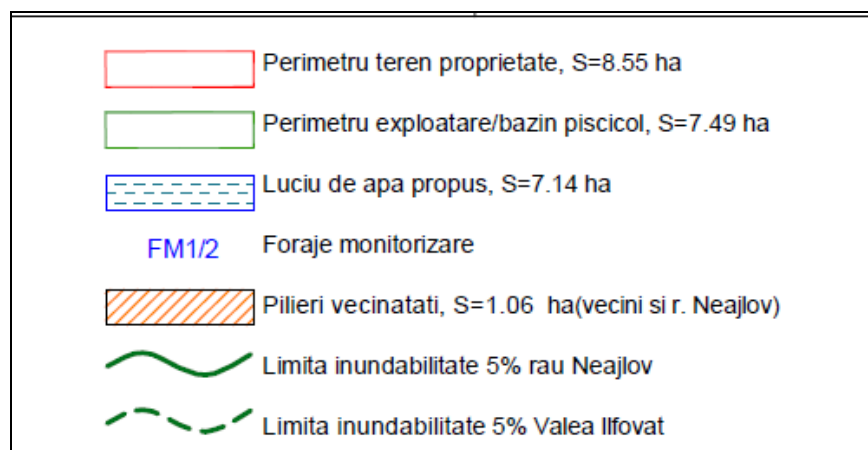 Perimetru teren proprietate, S=8.55 ha
Perimetru exploatare/bazin piscicol, S=7.49 ha
Luciu de apa propus, S=7.14 ha
FM1/2 Foraje monitorizare
Pilieri vecinatati, S=1.06 ha(vecini si r. Neajlov)
Limita inundabilitate 5% rau Neajlov
Limita inundabilitate 5% Valea Ilfovat